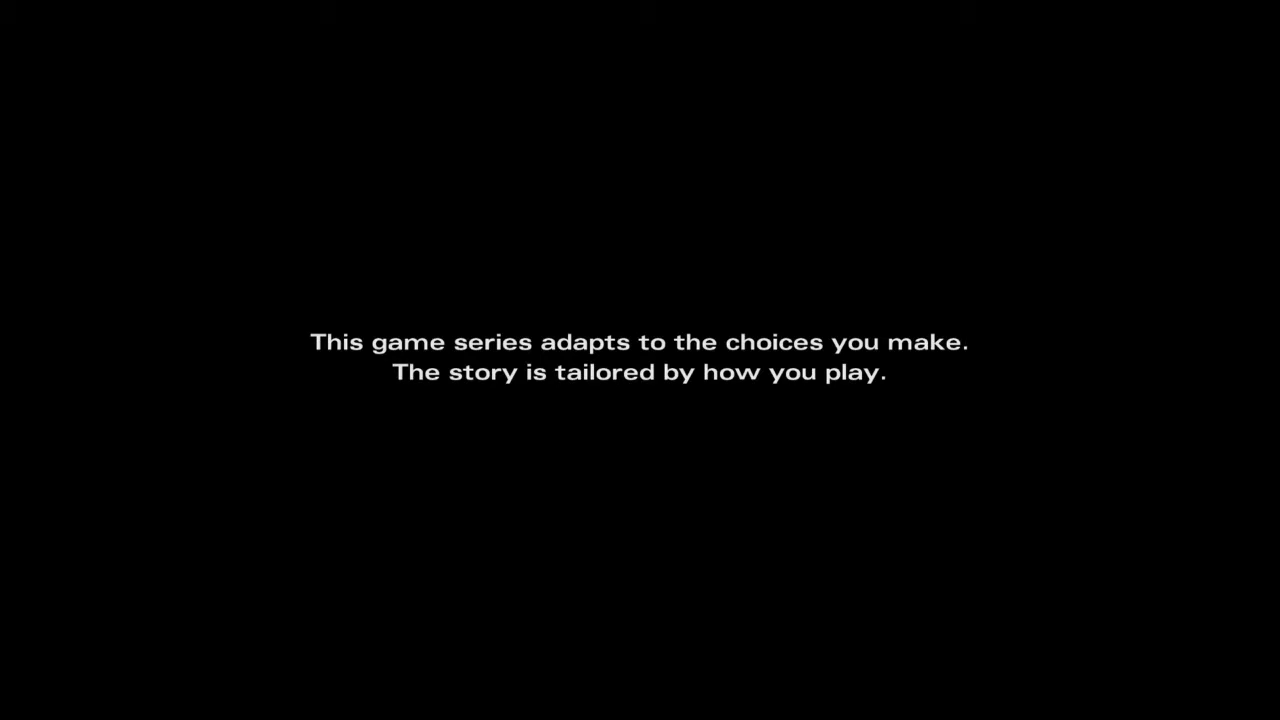 This game series adapts to the choices you make.
The story is tailored by how you play.